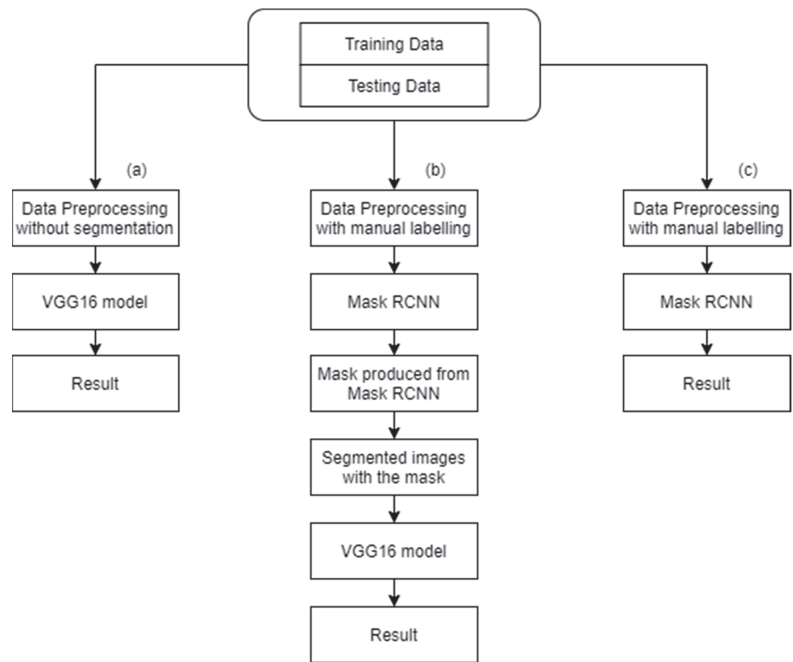 Training Data
Testing Data
(a)
Data Preprocessing
without segmentation
VGG16 model
Result
(b)
Data Preprocessing
with manual labelling
Mask RCNN
Mask produced from
Mask RCNN
Segmented images
with the mask
VGG16 model
Result
(c)
Data Preprocessing
with manual labelling
Mask RCNN
Result